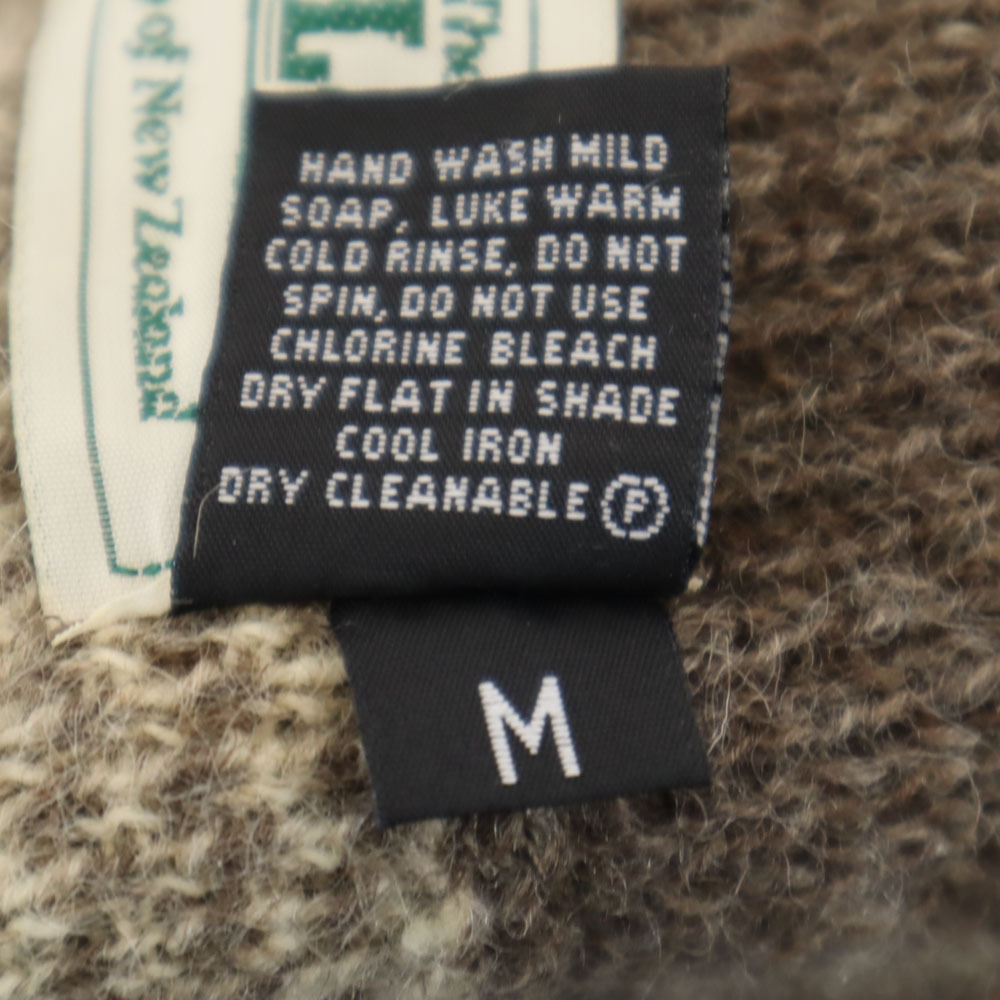 The
L
of New Zealand
HAND WASH MILD
SOAP, LUKE WARM
COLD RINSE, DO NOT
SPIN, DO NOT USE
CHLORINE BLEACH
DRY FLAT IN SHADE
COOL IRON
DRY CLEANABLE P
M